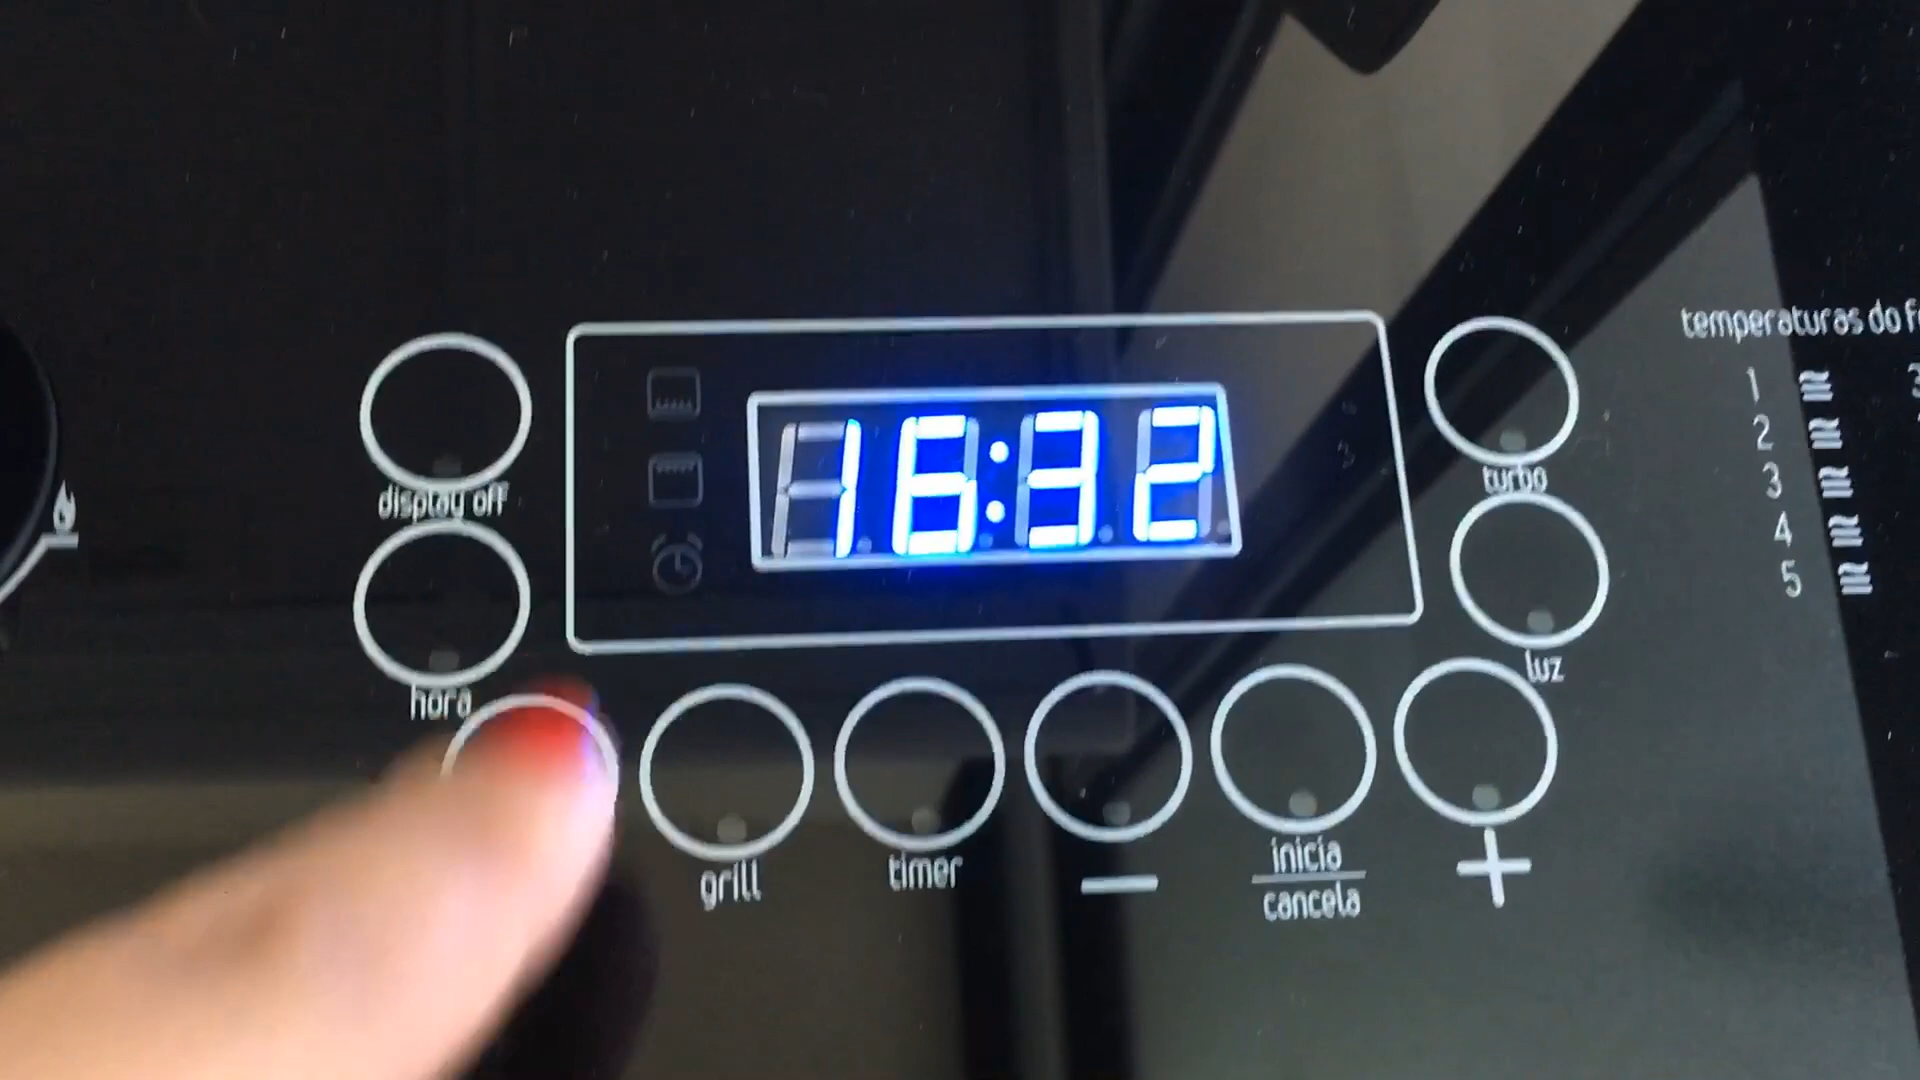 temperaturas do
1
2
3
4
5
16:32
display off
turbo
hora
luz
grill
timer
−
inicia
cancela
+